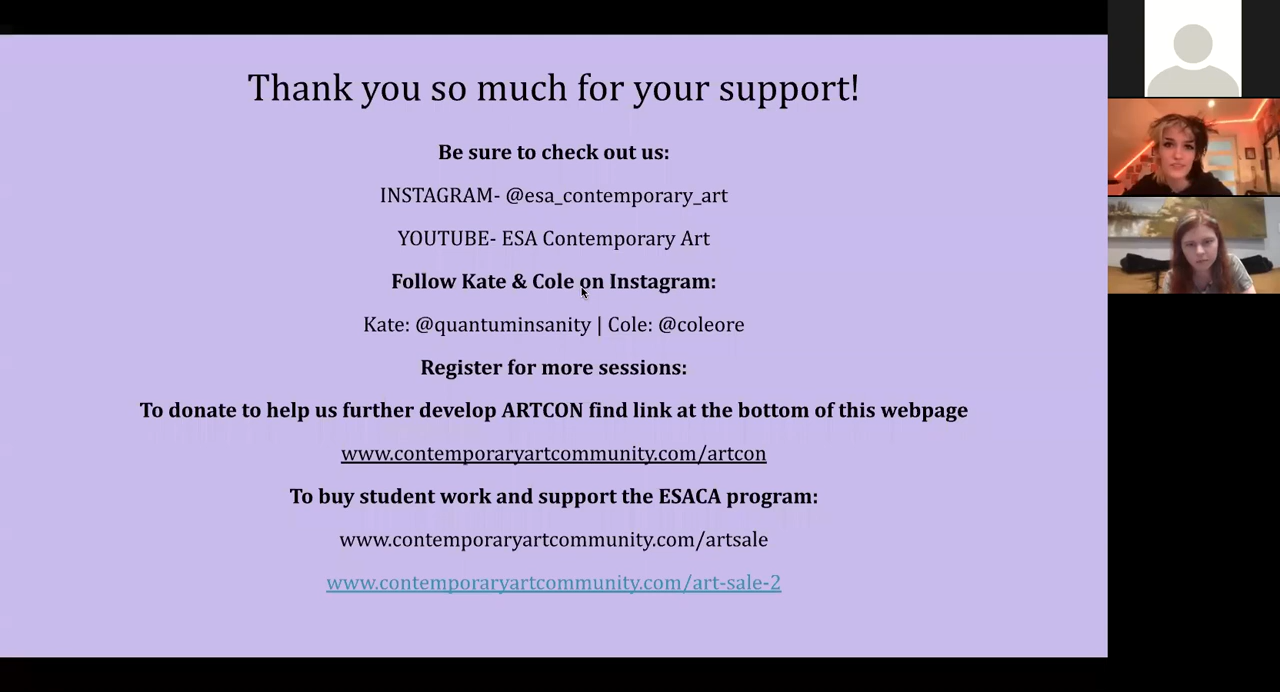 Thank you so much for your support!
Be sure to check out us:
INSTAGRAM- @esa_contemporary_art
YOUTUBE- ESA Contemporary Art
Follow Kate & Cole on Instagram:
Kate: @quantuminsanity | Cole: @coleore
Register for more sessions:
To donate to help us further develop ARTCON find link at the bottom of this webpage
www.contemporaryartcommunity.com/artcon
To buy student work and support the ESACA program:
www.contemporaryartcommunity.com/artsale
www.contemporaryartcommunity.com/art-sale-2